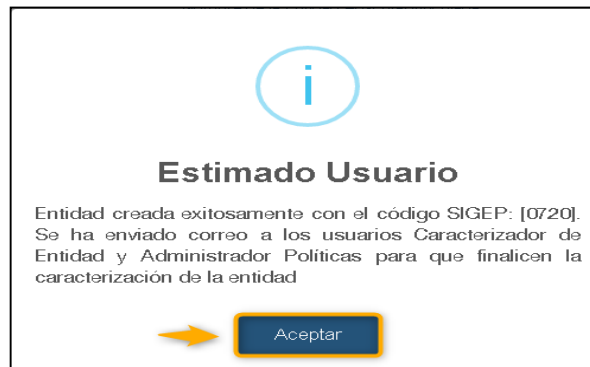 i
Estimado Usuario
Entidad creada exitosamente con el código SIGEP: [0720].
Se ha enviado correo a los usuarios Caracterizador de
Entidad y Administrador Políticas para que finalicen la
caracterización de la entidad
Aceptar